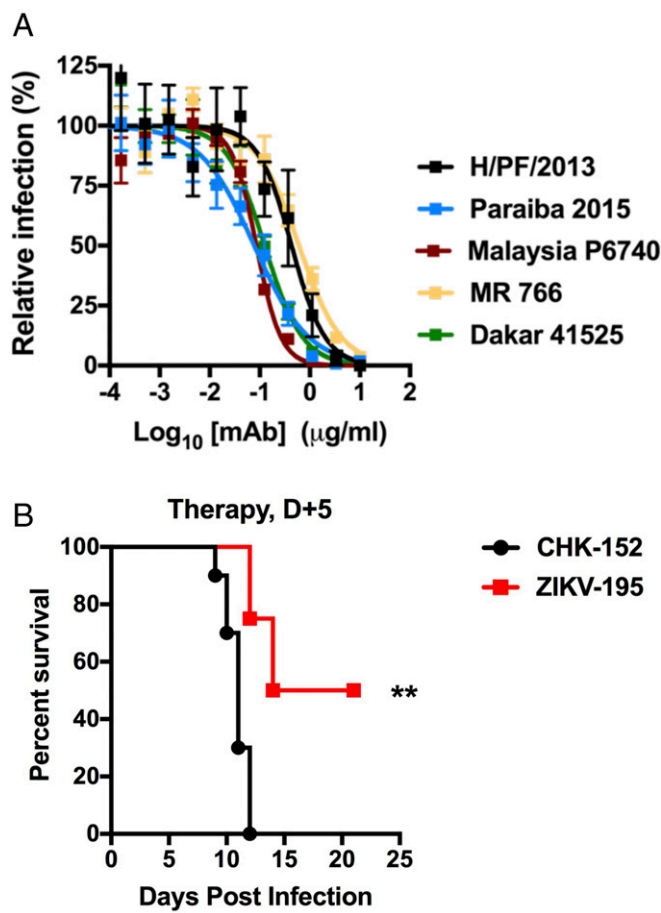 A
Relative infection (%)
125
100
75
50
25
0
-4 -3 -2 -1 0 1 2
Log10 [mAb] (μg/ml)
H/PF/2013
Paraiba 2015
Malaysia P6740
MR 766
Dakar 41525
B
Therapy, D+5
Percent survival
100
80
60
40
20
0
0 5 10 15 20 25
Days Post Infection
CHK-152
ZIKV-195
**